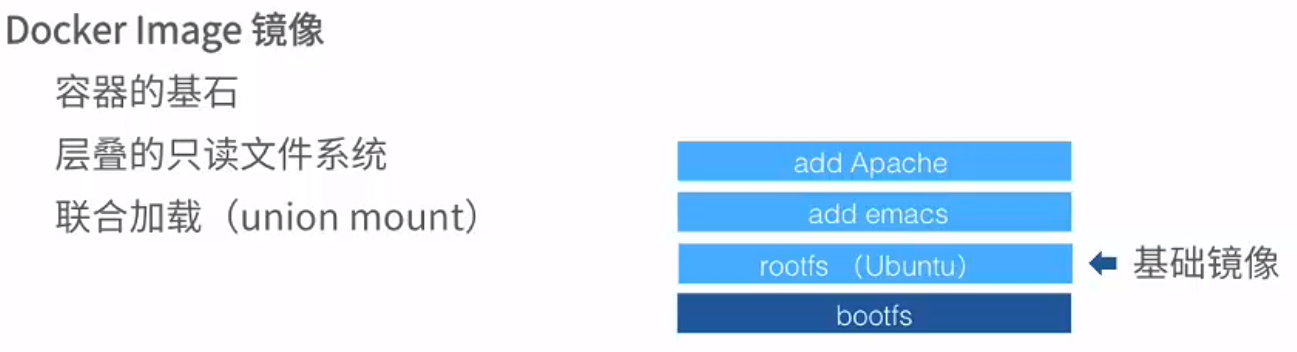 Docker Image 镜像
容器的基石
层叠的只读文件系统
联合加载（union mount）
add Apache
add emacs
rootfs （Ubuntu）
基础镜像
bootfs